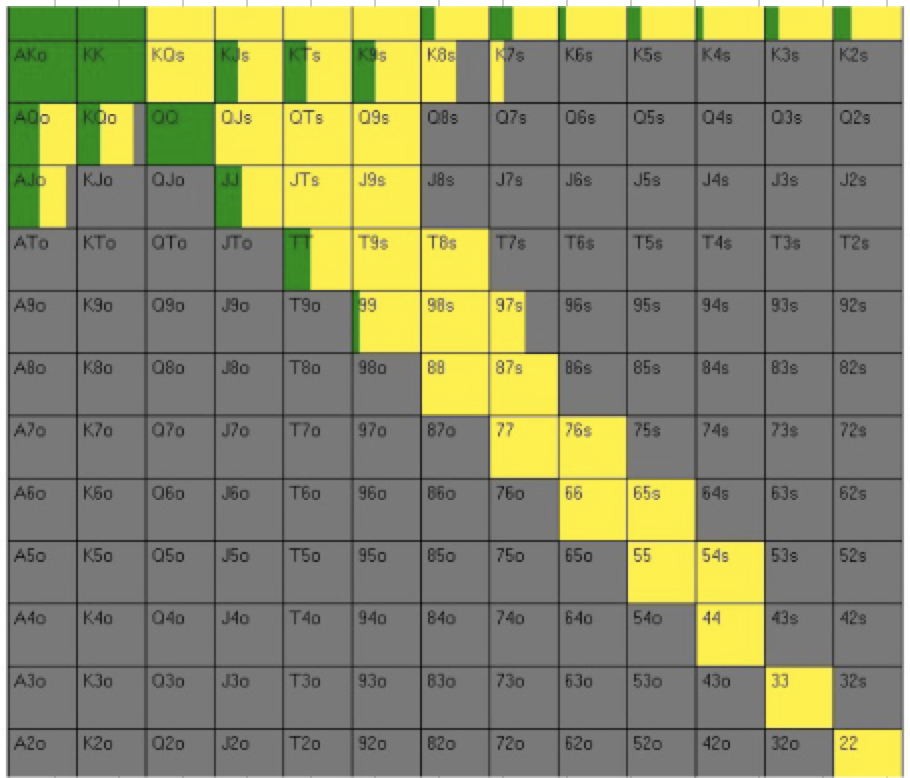 AKo KK KQs KJs KTs K9s K8s K7s K6s K5s K4s K3s K2s
AQo KQo QQ QJs QTs Q9s Q8s Q7s Q6s Q5s Q4s Q3s Q2s
AJo KJo QJo JJ JTs J9s J8s J7s J6s J5s J4s J3s J2s
ATo KTo QTo JTo TT T9s T8s T7s T6s T5s T4s T3s T2s
A9o K9o Q9o J9o T9o 99 98s 97s 96s 95s 94s 93s 92s
A8o K8o Q8o J8o T8o 98o 88 87s 86s 85s 84s 83s 82s
A7o K7o Q7o J7o T7o 97o 87o 77 76s 75s 74s 73s 72s
A6o K6o Q6o J6o T6o 96o 86o 76o 66 65s 64s 63s 62s
A5o K5o Q5o J5o T5o 95o 85o 75o 65o 55 54s 53s 52s
A4o K4o Q4o J4o T4o 94o 84o 74o 64o 54o 44 43s 42s
A3o K3o Q3o J3o T3o 93o 83o 73o 63o 53o 43o 33 32s
A2o K2o Q2o J2o T2o 92o 82o 72o 62o 52o 42o 32o 22